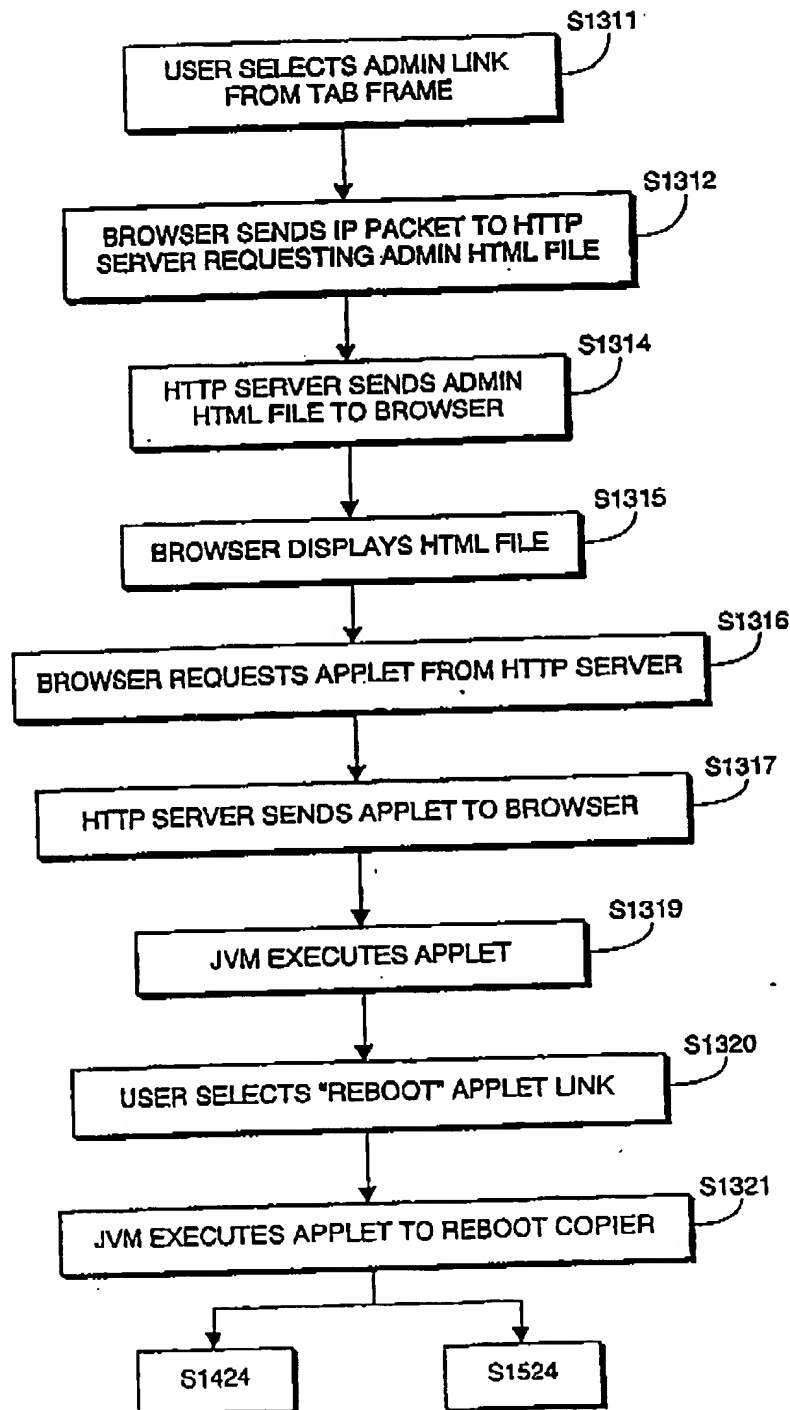 S1311
USER SELECTS ADMIN LINK
FROM TAB FRAME
S1312
BROWSER SENDS IP PACKET TO HTTP
SERVER REQUESTING ADMIN HTML FILE
S1314
HTTP SERVER SENDS ADMIN
HTML FILE TO BROWSER
S1315
BROWSER DISPLAYS HTML FILE
S1316
BROWSER REQUESTS APPLET FROM HTTP SERVER
S1317
HTTP SERVER SENDS APPLET TO BROWSER
S1319
JVM EXECUTES APPLET
S1320
USER SELECTS "REBOOT" APPLET LINK
S1321
JVM EXECUTES APPLET TO REBOOT COPIER
S1424
S1524